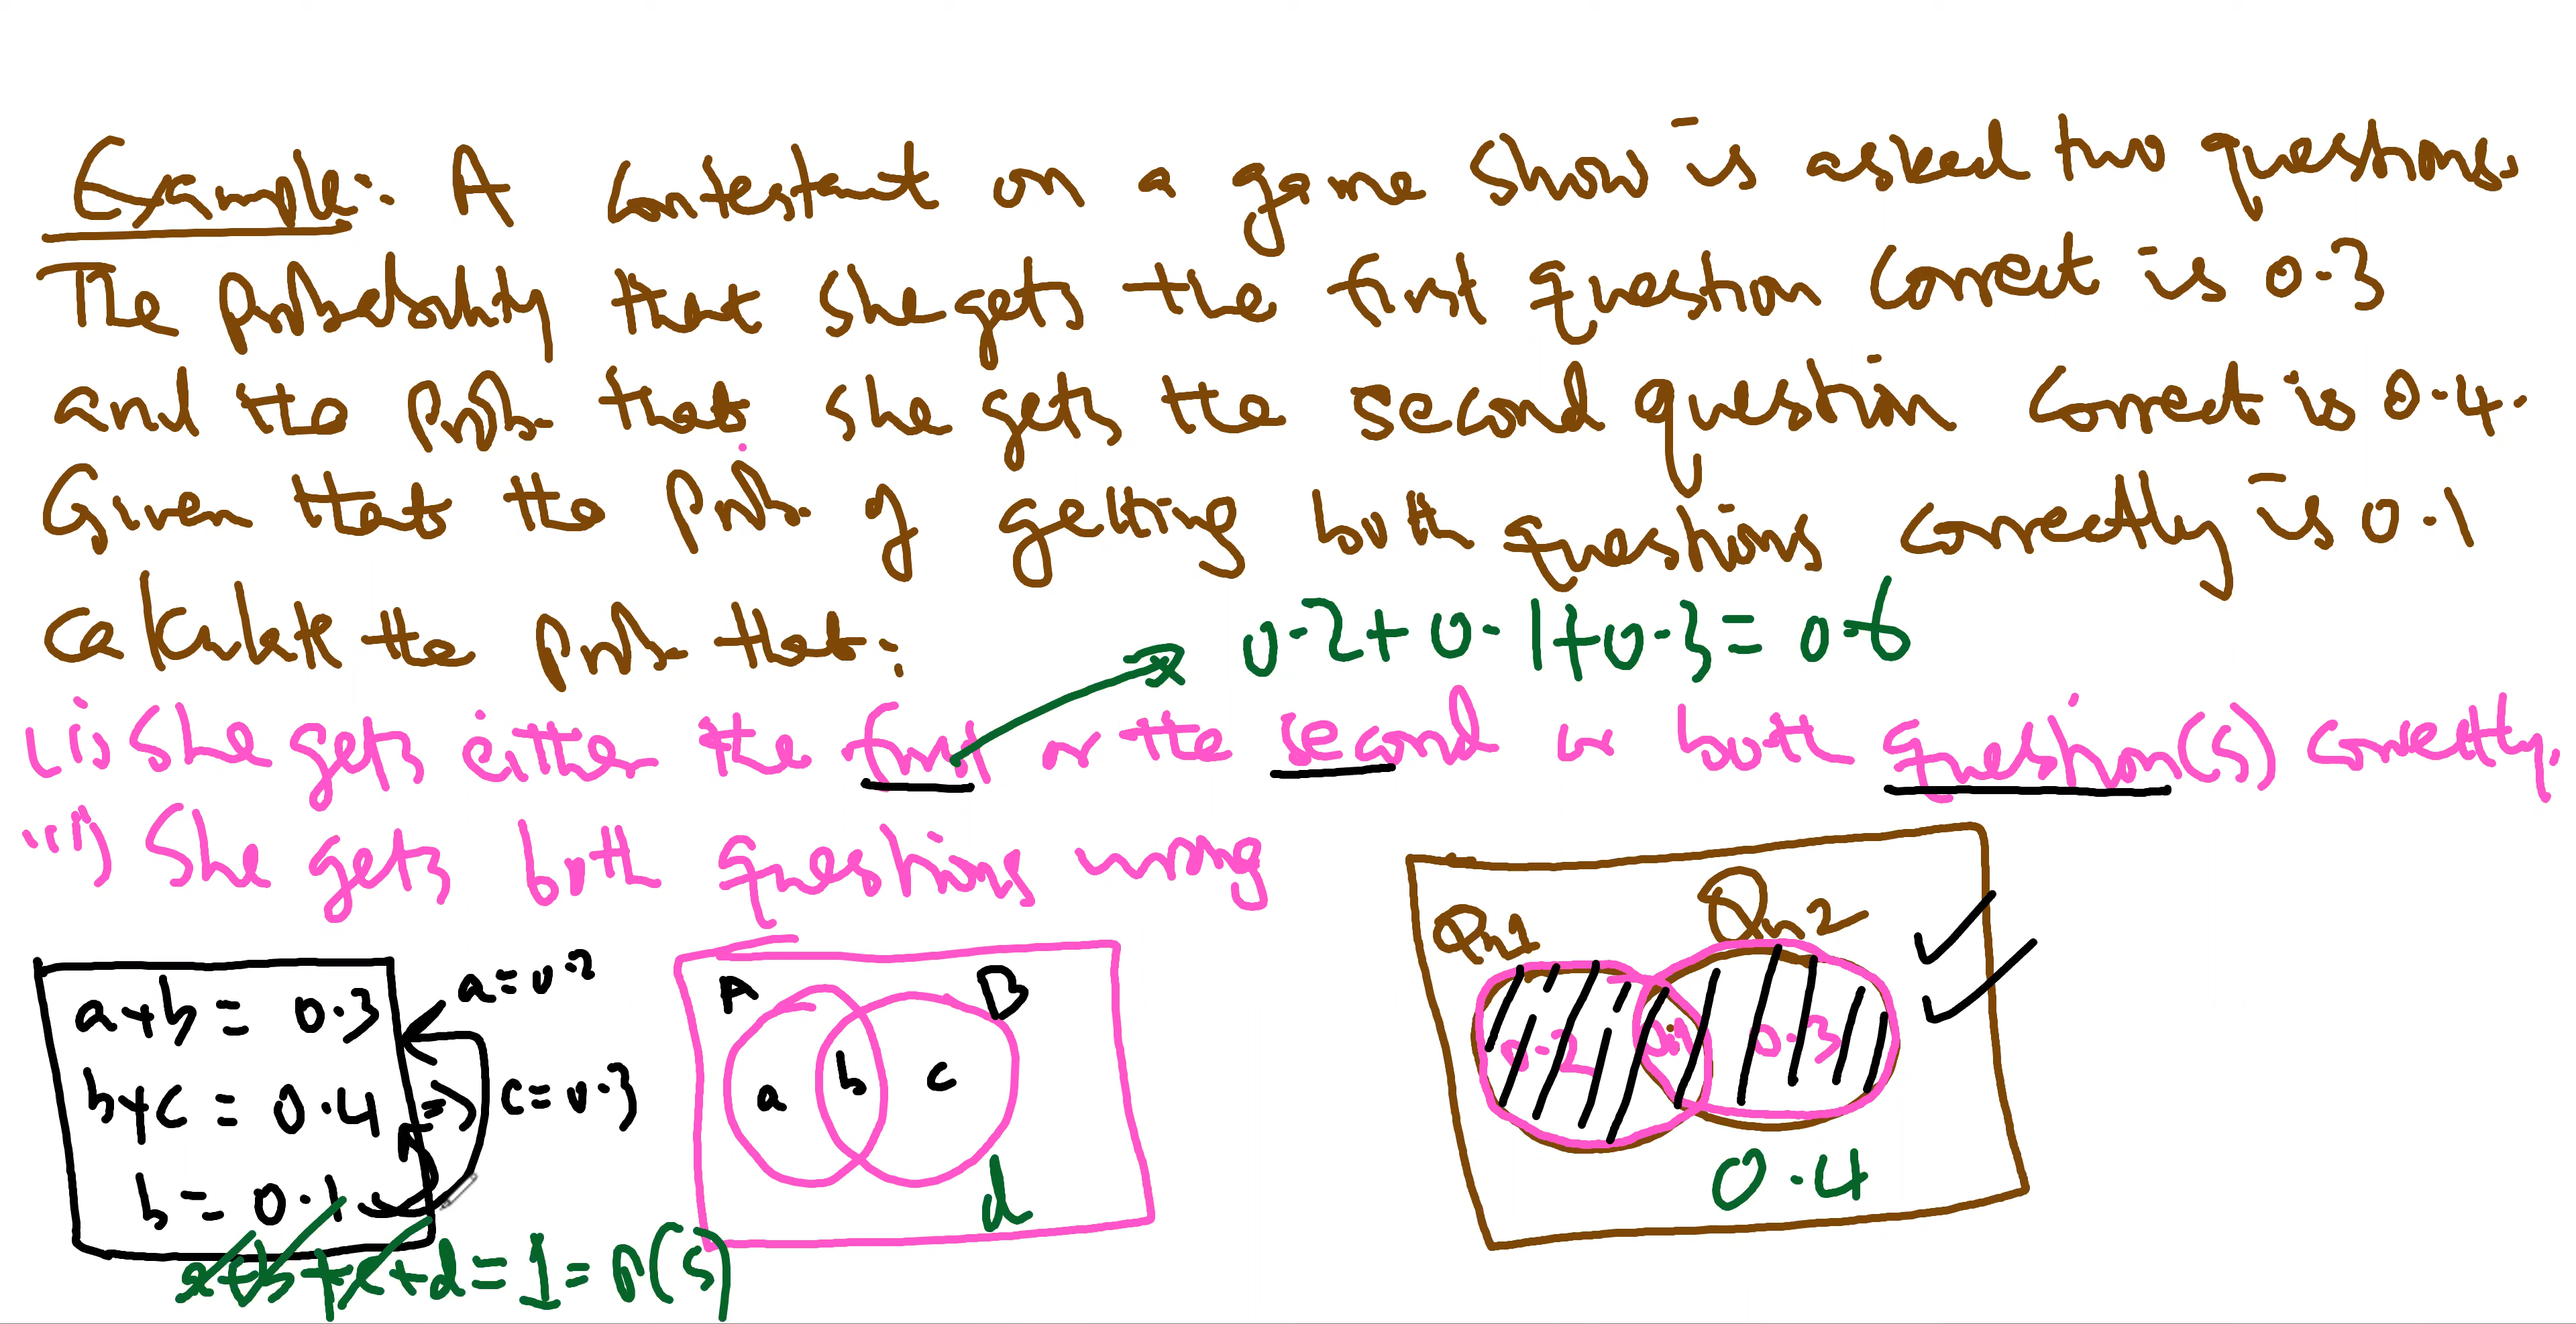 Example:- A contestant on a game show is asked two questions.
The probability that she gets the first question correct is 0.3
and the prob. that she gets the second question correct is 0.4.
Given that the prob. of getting both questions correctly is 0.1
calculate the prob. that:
0.2+0.1+0.3=0.6
(i) She gets either the first or the second or both question(s) correctly.
(ii) She gets both questions wrong
Qn1 Qn2
0.2 0.1 0.3
0.4
A B
a b c
d
a+b = 0.3
a=0.2
b+c = 0.4 => c=0.3
b= 0.1
a+b+c+d=1=P(S)